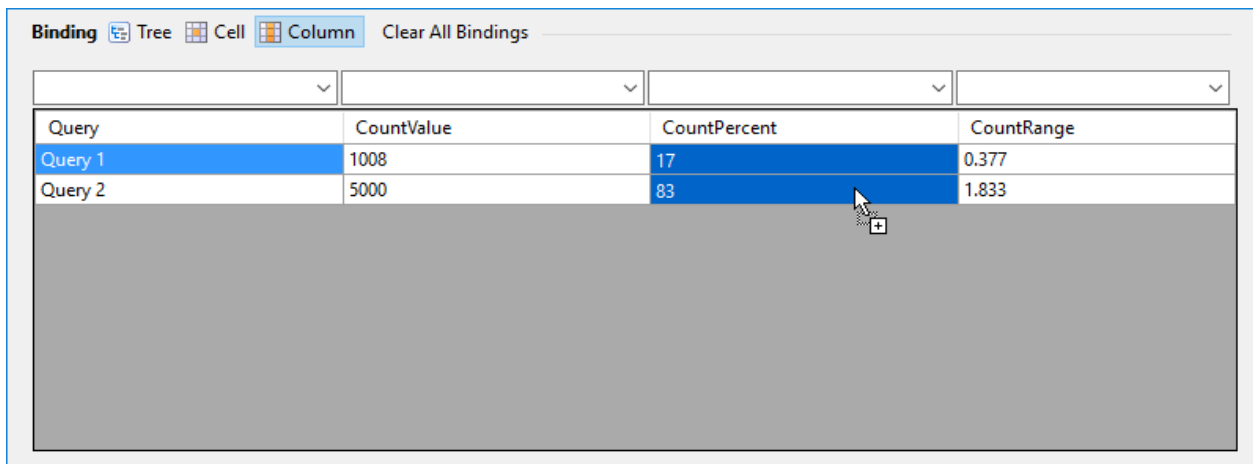 Binding Tree Cell Column Clear All Bindings
Query CountValue CountPercent CountRange
Query 1 1008 17 0.377
Query 2 5000 83 1.833